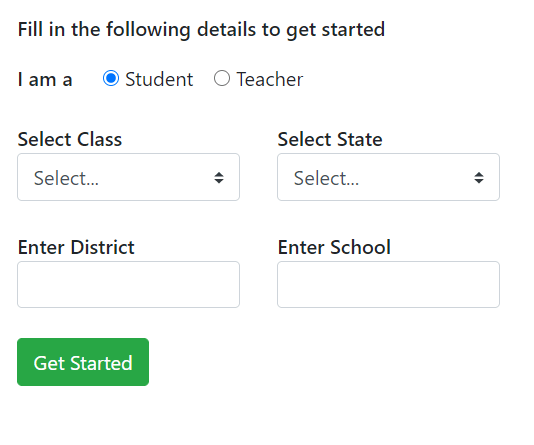 Fill in the following details to get started
I am a Student Teacher
Select Class Select State
Select... Select...
Enter District Enter School
Get Started